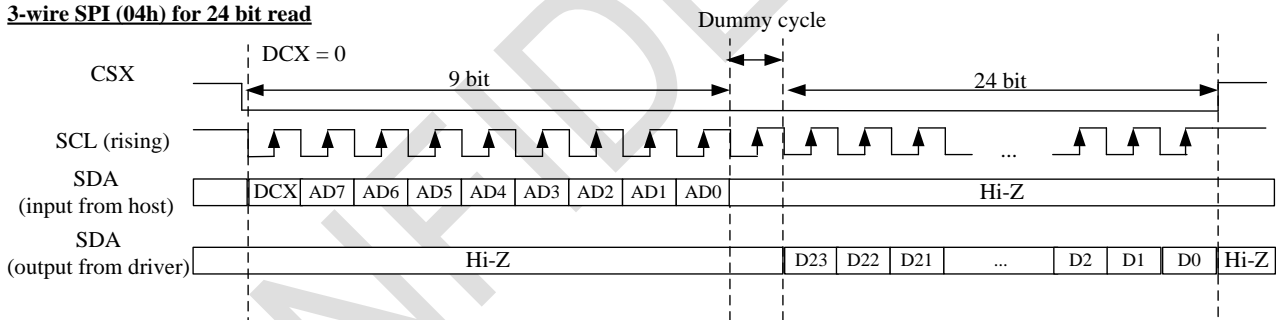 3-wire SPI (04h) for 24 bit read
Dummy cycle
DCX = 0
CSX
9 bit
24 bit
SCL (rising)
...
SDA
(input from host)
DCX AD7 AD6 AD5 AD4 AD3 AD2 AD1 AD0 Hi-Z
SDA
(output from driver)
Hi-Z D23 D22 D21 ... D2 D1 D0 Hi-Z